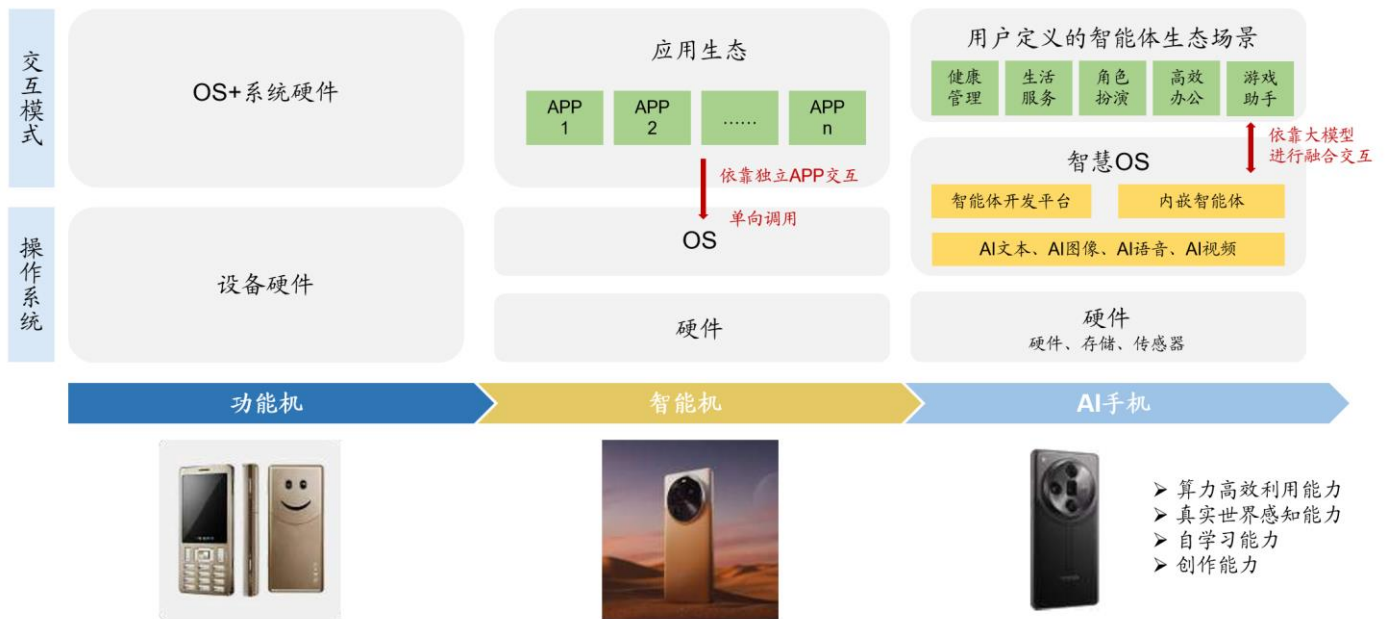 交互模式
OS+系统硬件
应用生态
APP
1
APP
2
……
APP
n
依靠独立APP交互
单向调用
用户定义的智能体生态场景
健康
管理
生活
服务
角色
扮演
高效
办公
游戏
助手
依靠大模型
进行融合交互
智慧OS
智能体开发平台
内嵌智能体
AI文本、AI图像、AI语音、AI视频
操作系统
设备硬件
OS
硬件
硬件
硬件、存储、传感器
功能机
智能机
AI手机
➢ 算力高效利用能力
➢ 真实世界感知能力
➢ 自学习能力
➢ 创作能力